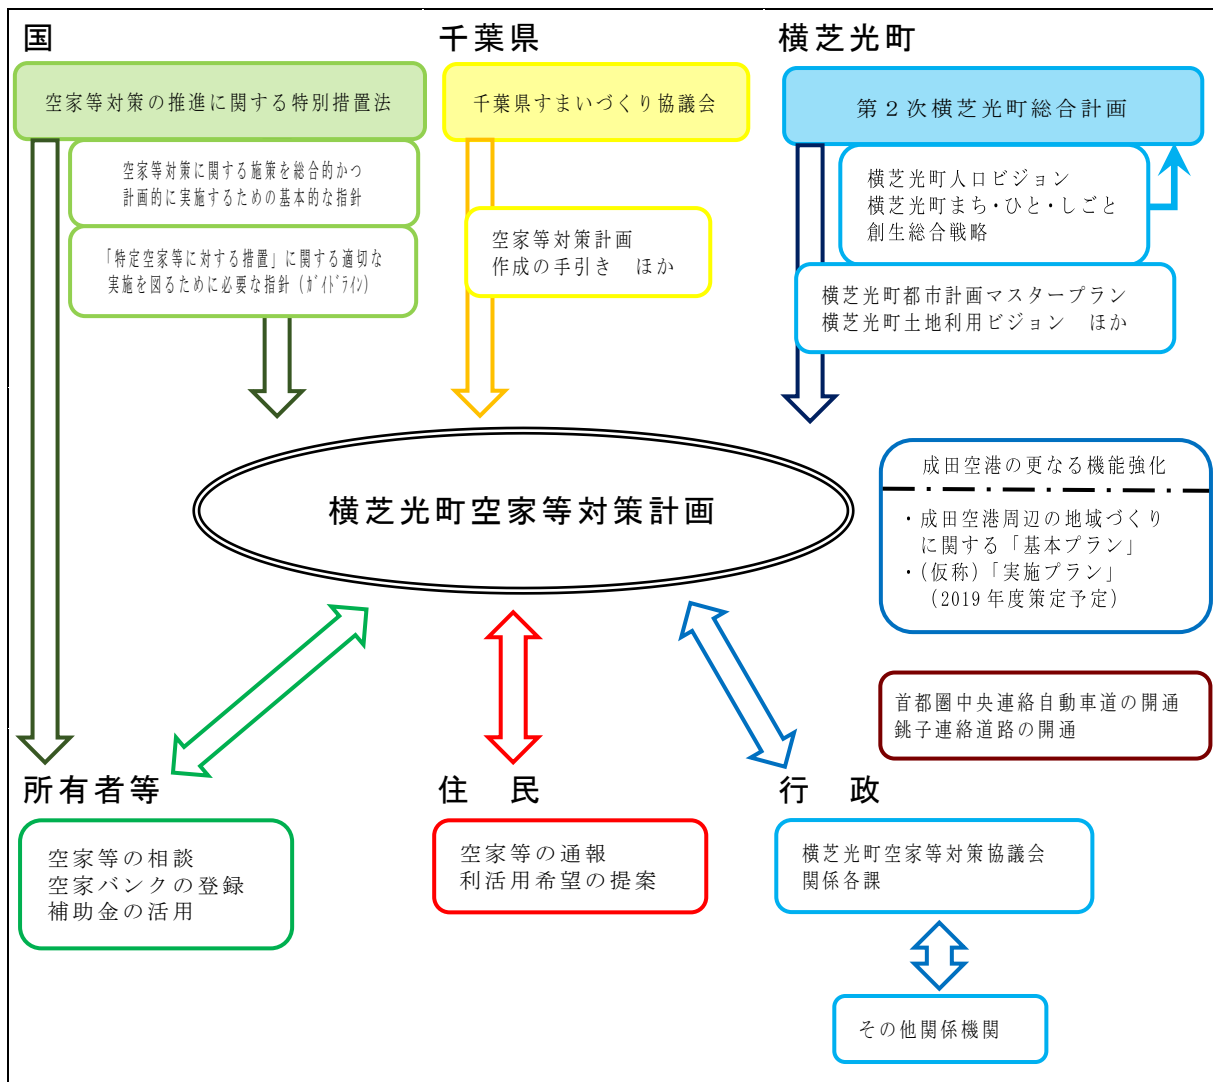 国
千葉県
横芝光町
空家等対策の推進に関する特別措置法
千葉県すまいづくり協議会
第2次横芝光町総合計画
空家等対策に関する施策を総合的かつ
計画的に実施するための基本的な指針
「特定空家等に対する措置」に関する適切な
実施を図るために必要な指針(ｶﾞｲﾄﾞﾗｲﾝ)
空家等対策計画
作成の手引き　ほか
横芝光町人口ビジョン
横芝光町まち・ひと・しごと
創生総合戦略
横芝光町都市計画マスタープラン
横芝光町土地利用ビジョン　ほか
横芝光町空家等対策計画
成田空港の更なる機能強化
・成田空港周辺の地域づくり
に関する「基本プラン」
・(仮称)「実施プラン」
(2019年度策定予定)
首都圏中央連絡自動車道の開通
銚子連絡道路の開通
所有者等
住　民
行　政
空家等の相談
空家バンクの登録
補助金の活用
空家等の通報
利活用希望の提案
横芝光町空家等対策協議会
関係各課
その他関係機関